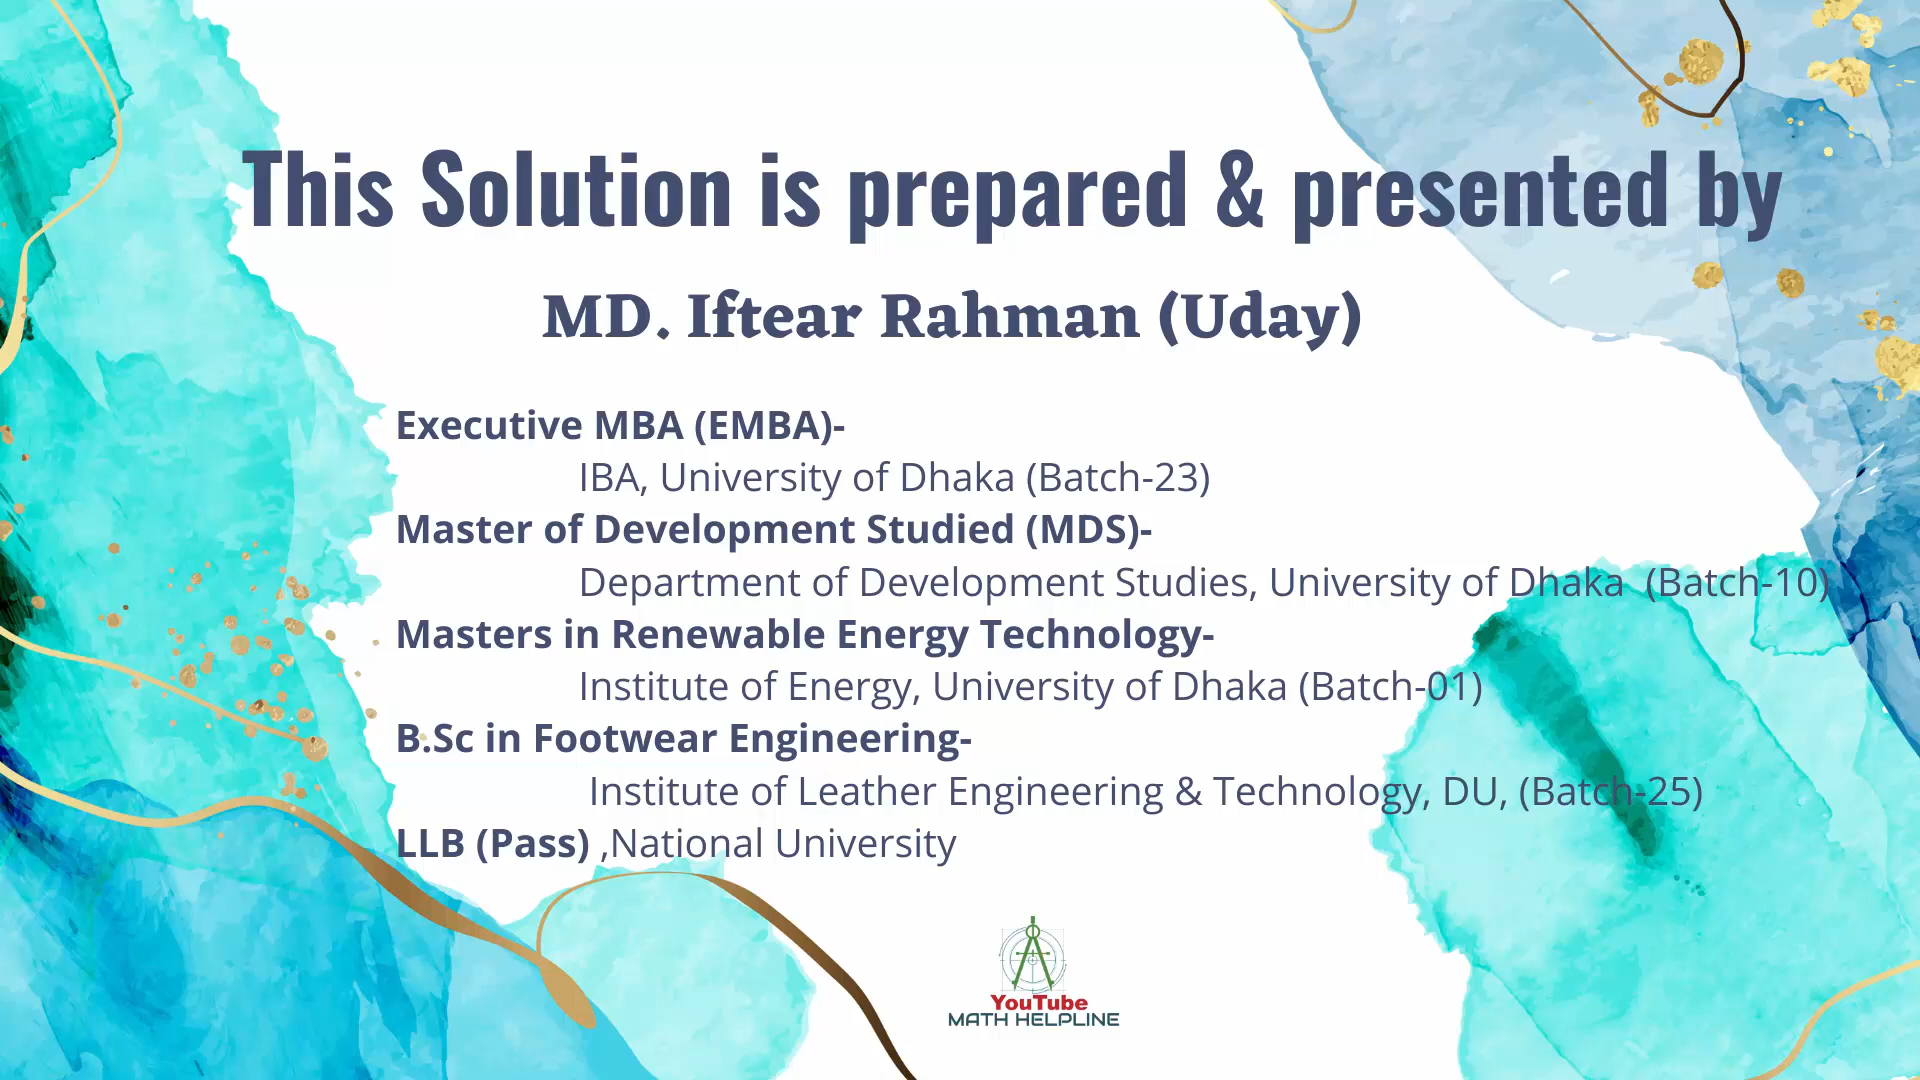 This Solution is prepared & presented by
MD. Iftear Rahman (Uday)
Executive MBA (EMBA)-
IBA, University of Dhaka (Batch-23)
Master of Development Studied (MDS)-
Department of Development Studies, University of Dhaka (Batch-10)
Masters in Renewable Energy Technology-
Institute of Energy, University of Dhaka (Batch-01)
B.Sc in Footwear Engineering-
Institute of Leather Engineering & Technology, DU, (Batch-25)
LLB (Pass) ,National University
YouTube
MATH HELPLINE